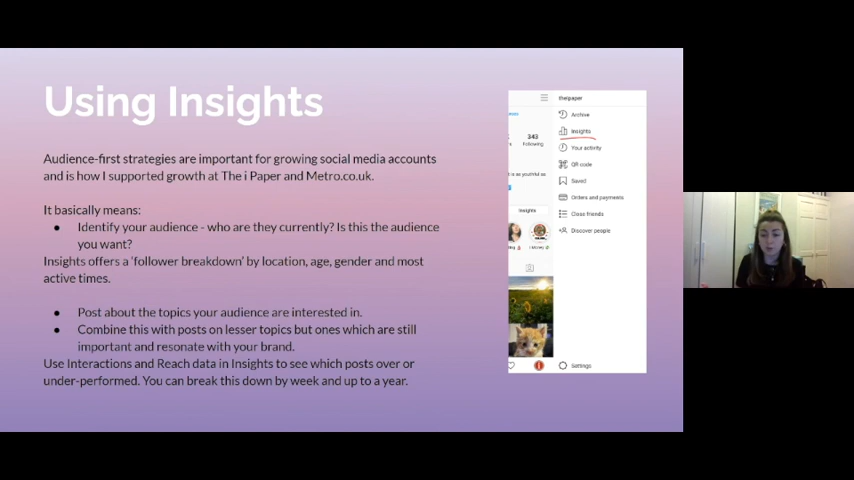 Using Insights
Audience-first strategies are important for growing social media accounts
and is how I supported growth at The i Paper and Metro.co.uk.
It basically means:
● Identify your audience - who are they currently? Is this the audience
you want?
Insights offers a 'follower breakdown' by location, age, gender and most
active times.
● Post about the topics your audience are interested in.
● Combine this with posts on lesser topics but ones which are still
important and resonate with your brand.
Use Interactions and Reach data in Insights to see which posts over or
under-performed. You can break this down by week and up to a year.
theipaper
Archive
Insights
Your activity
QR code
Saved
Orders and payments
Close friends
Discover people
Settings
343
Following
is as youthful as
Insights